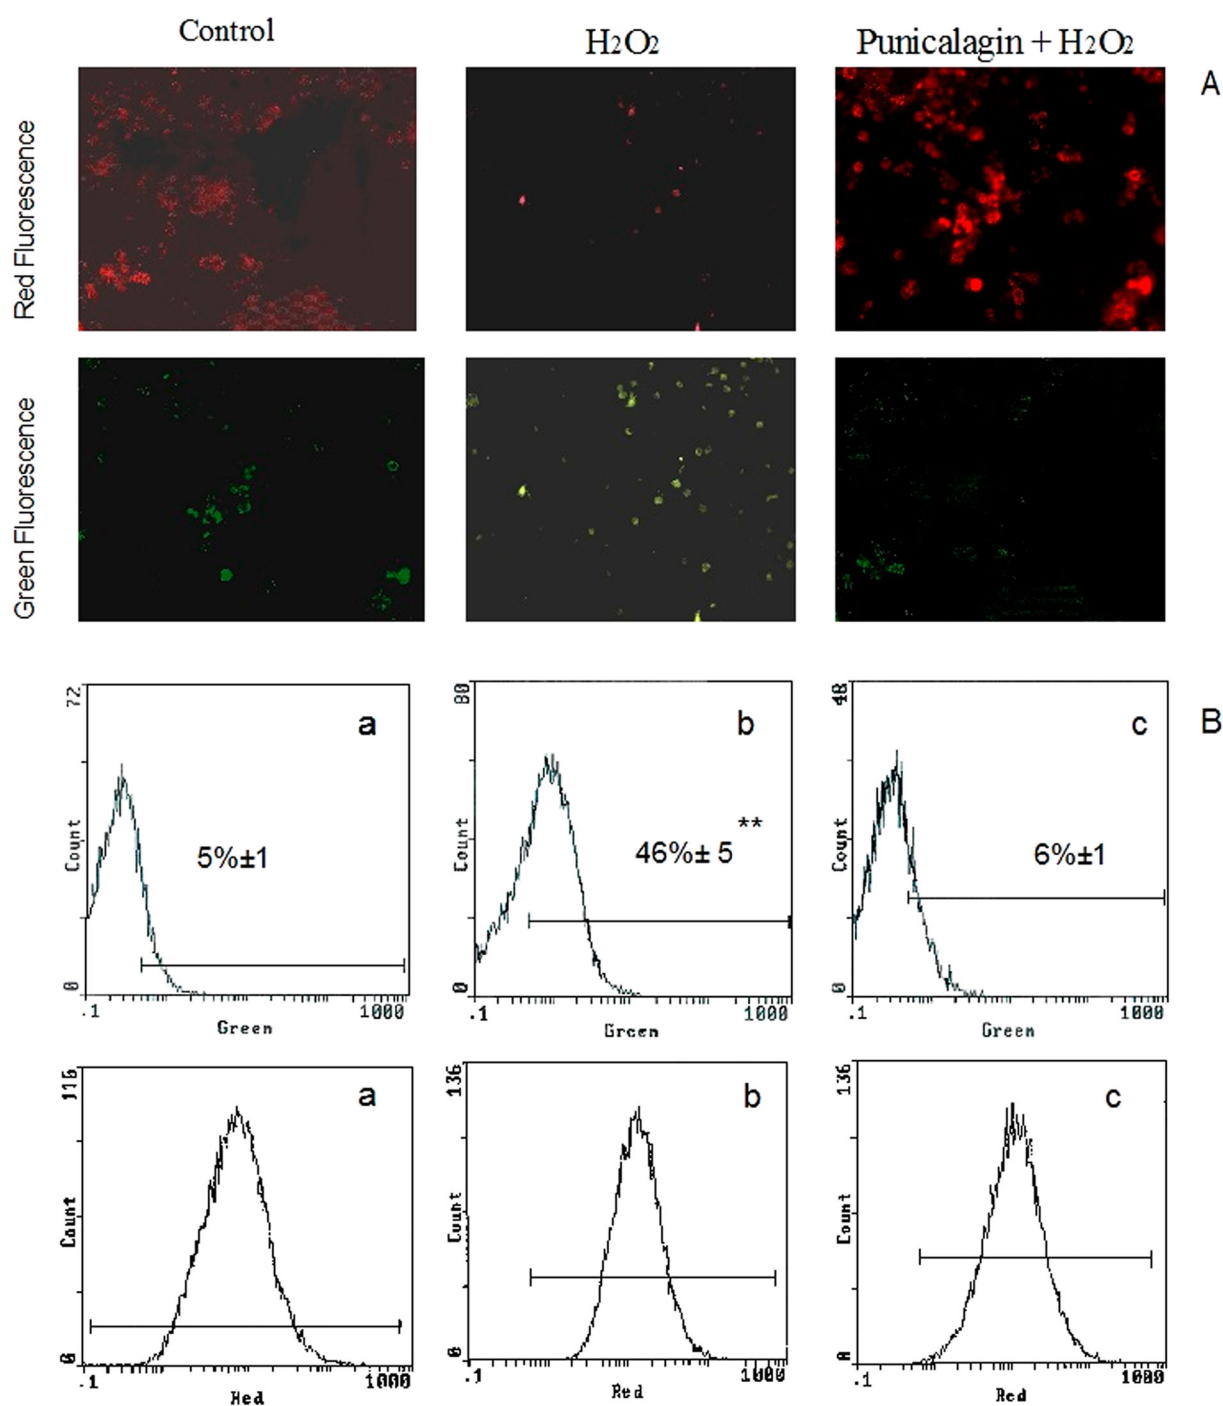 Control
H2O2
Punicalagin + H2O2
A
Red Fluorescence
Green Fluorescence
B
72
Count
0
a
5%±1
.1
1000
Green
80
Count
0
b
46%± 5 **
.1
1000
Green
48
Count
0
c
6%±1
.1
1000
Green
Count
0
a
.1
1000
Red
136
Count
0
b
.1
1000
Red
136
Count
0
c
.1
1000
Red